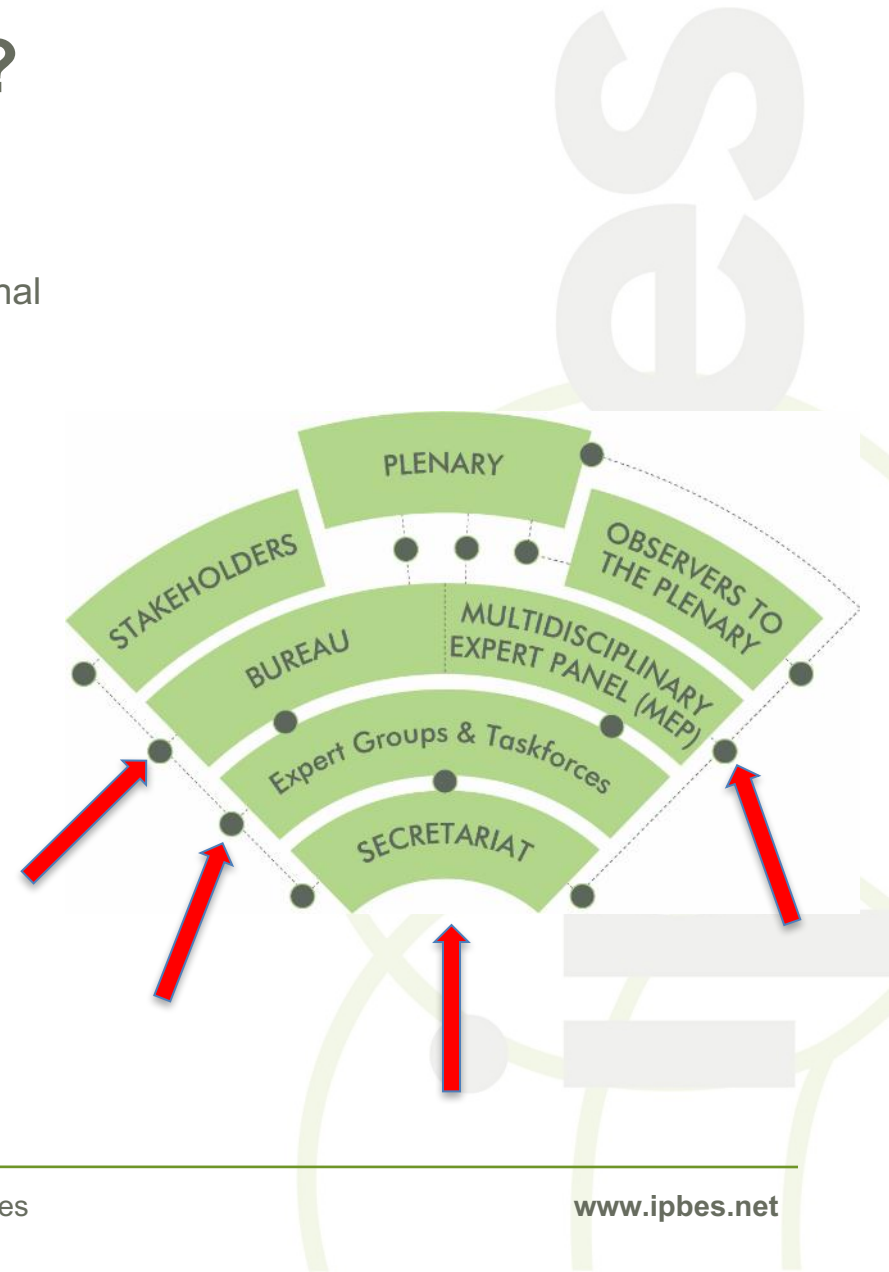 ?
nal
PLENARY
STAKEHOLDERS
OBSERVERS TO
THE PLENARY
BUREAU
MULTIDISCIPLINARY
EXPERT PANEL (MEP)
Expert Groups & Taskforces
SECRETARIAT
es
es
www.ipbes.net